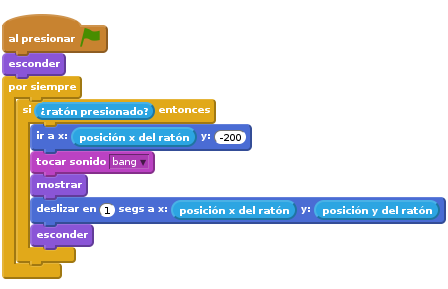 al presionar
esconder
por siempre
si ¿ratón presionado? entonces
ir a x: posición x del ratón y: -200
tocar sonido bang
mostrar
deslizar en 1 segs a x: posición x del ratón y: posición y del ratón
esconder